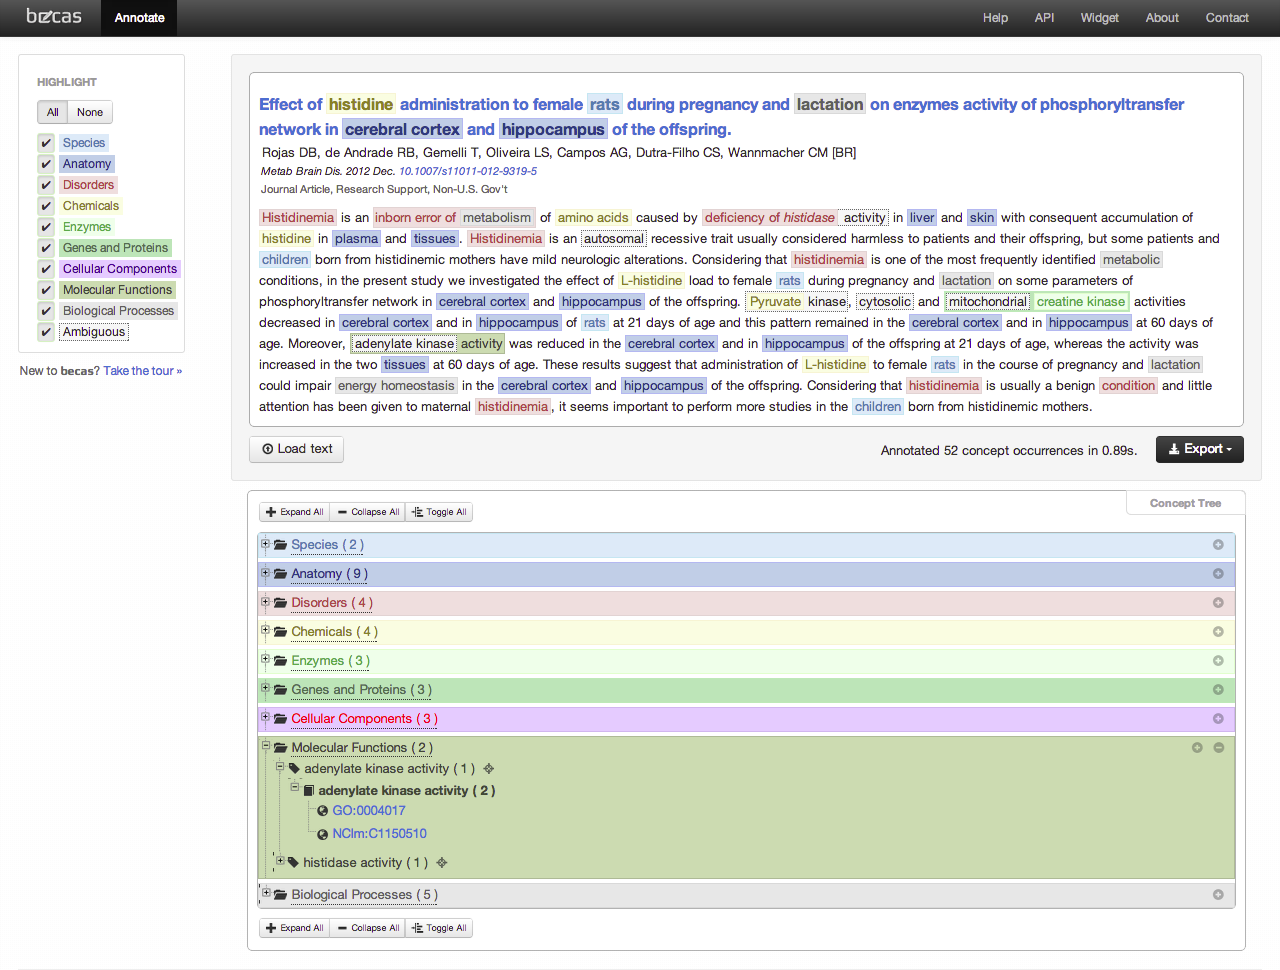 becas Annotate Help API Widget About Contact
HIGHLIGHT
All None
Species
Anatomy
Disorders
Chemicals
Enzymes
Genes and Proteins
Cellular Components
Molecular Functions
Biological Processes
Ambiguous
New to becas? Take the tour »
Effect of histidine administration to female rats during pregnancy and lactation on enzymes activity of phosphoryltransfer
network in cerebral cortex and hippocampus of the offspring.
Rojas DB, de Andrade RB, Gemelli T, Oliveira LS, Campos AG, Dutra-Filho CS, Wannmacher CM [BR]
Metab Brain Dis. 2012 Dec. 10.1007/s11011-012-9319-5
Journal Article, Research Support, Non-U.S. Gov't
Histidinemia is an inborn error of metabolism of amino acids caused by deficiency of histidase activity in liver and skin with consequent accumulation of
histidine in plasma and tissues. Histidinemia is an autosomal recessive trait usually considered harmless to patients and their offspring, but some patients and
children born from histidinemic mothers have mild neurologic alterations. Considering that histidinemia is one of the most frequently identified metabolic
conditions, in the present study we investigated the effect of L-histidine load to female rats during pregnancy and lactation on some parameters of
phosphoryltransfer network in cerebral cortex and hippocampus of the offspring. Pyruvate kinase, cytosolic and mitochondrial creatine kinase activities
decreased in cerebral cortex and in hippocampus of rats at 21 days of age and this pattern remained in the cerebral cortex and in hippocampus at 60 days of
age. Moreover, adenylate kinase activity was reduced in the cerebral cortex and in hippocampus of the offspring at 21 days of age, whereas the activity was
increased in the two tissues at 60 days of age. These results suggest that administration of L-histidine to female rats in the course of pregnancy and lactation
could impair energy homeostasis in the cerebral cortex and hippocampus of the offspring. Considering that histidinemia is usually a benign condition and little
attention has been given to maternal histidinemia, it seems important to perform more studies in the children born from histidinemic mothers.
Load text Annotated 52 concept occurrences in 0.89s. Export
Concept Tree
Expand All Collapse All Toggle All
Species ( 2 )
Anatomy ( 9 )
Disorders ( 4 )
Chemicals ( 4 )
Enzymes ( 3 )
Genes and Proteins ( 3 )
Cellular Components ( 3 )
Molecular Functions ( 2 )
adenylate kinase activity ( 1 )
adenylate kinase activity ( 2 )
GO:0004017
NCIm:C1150510
histidase activity ( 1 )
Biological Processes ( 5 )
Expand All Collapse All Toggle All